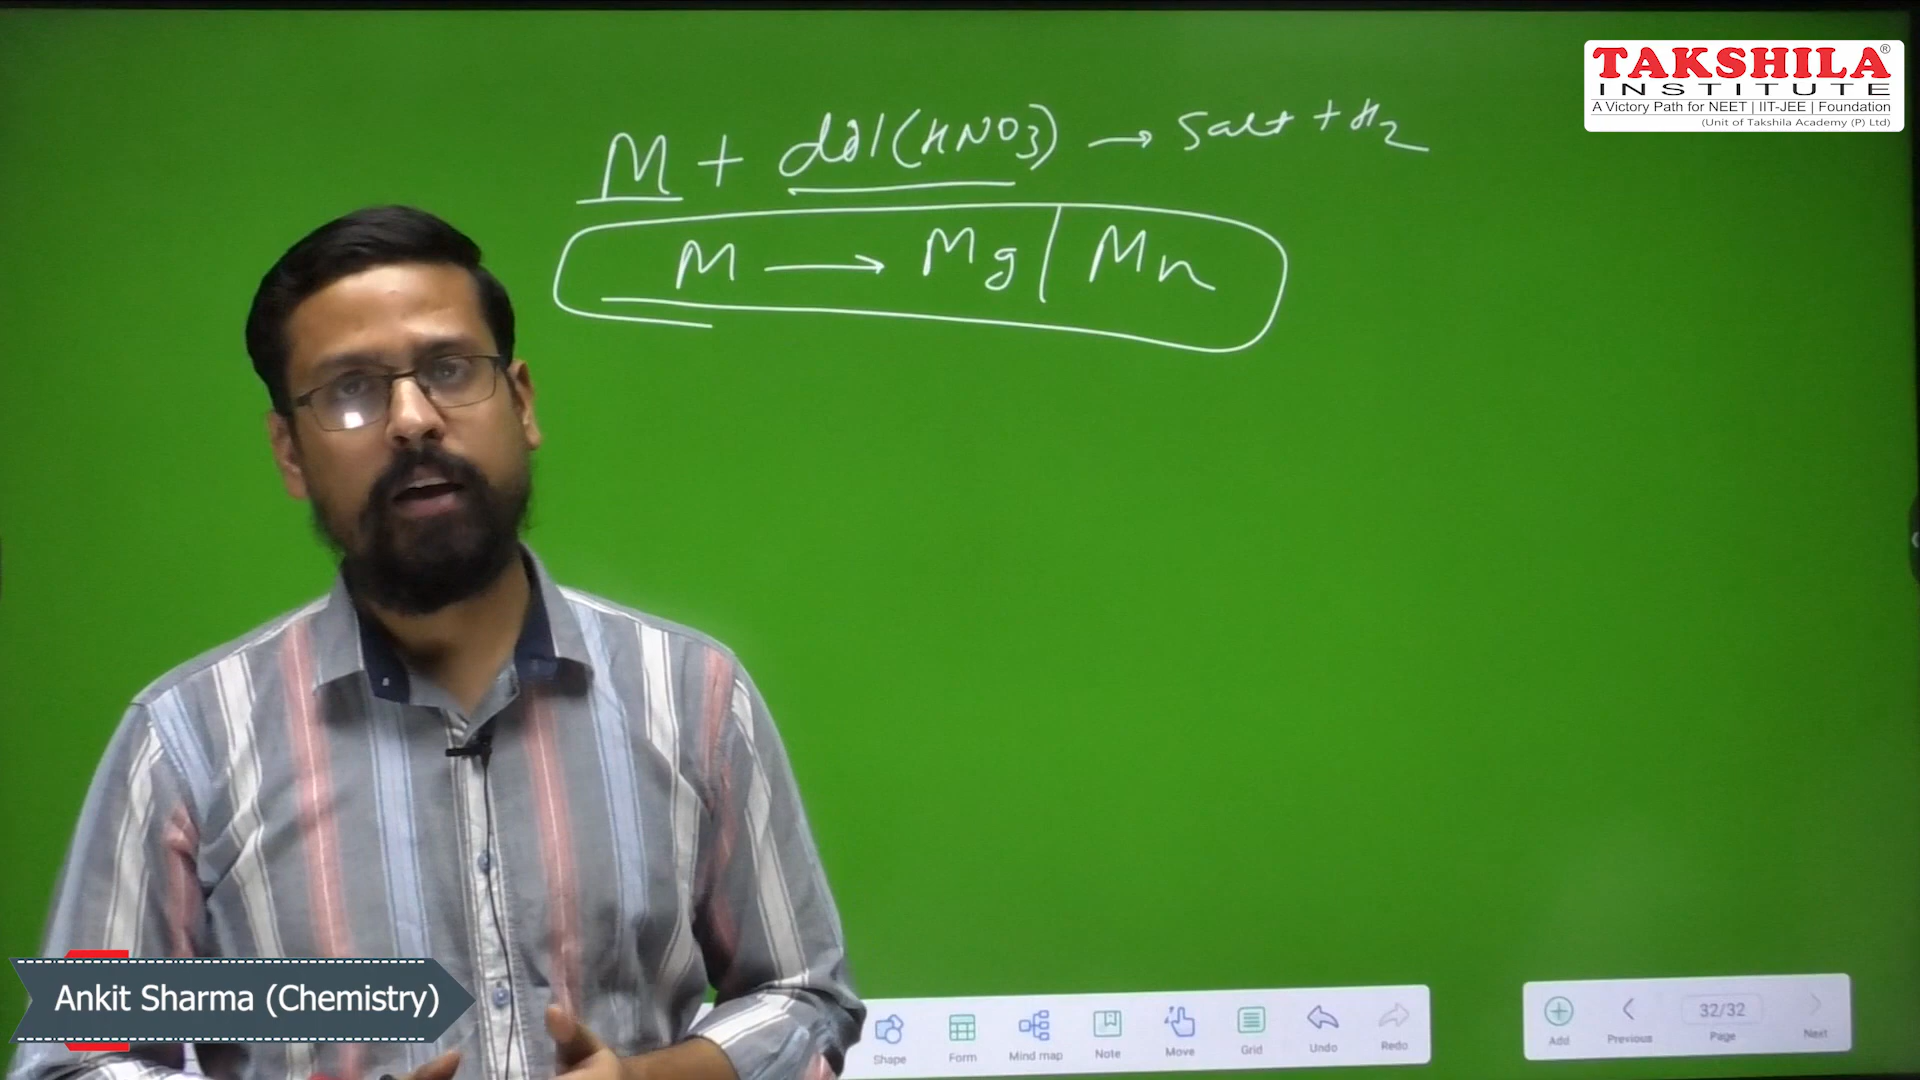 TAKSHILA®
INSTITUTE
A Victory Path for NEET | IIT-JEE | Foundation
(Unit of Takshila Academy (P) Ltd)
M + dil(HNO3) → Salt + H2
M → Mg | Mn
Ankit Sharma (Chemistry)
Shape Form Mind map Note Move Grid Undo Redo
Add Previous 32/32 Page Next